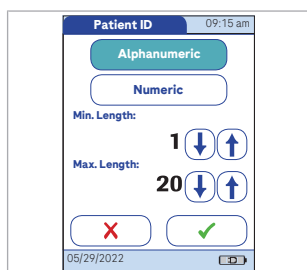 Patient ID 09:15 am
Alphanumeric
Numeric
Min. Length:
1
Max. Length:
20
05/29/2022